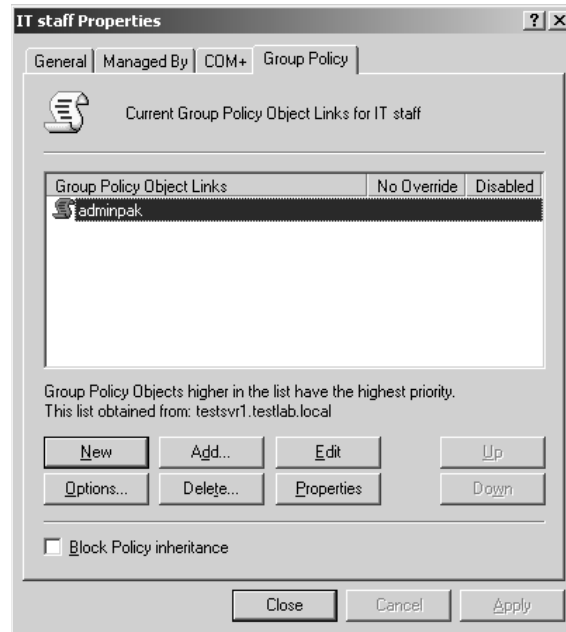 IT staff Properties
General Managed By COM+ Group Policy
Current Group Policy Object Links for IT staff
Group Policy Object Links No Override Disabled
adminpak
Group Policy Objects higher in the list have the highest priority.
This list obtained from: testsvr1.testlab.local
New Add... Edit Up
Options... Delete... Properties Down
Block Policy inheritance
Close Cancel Apply